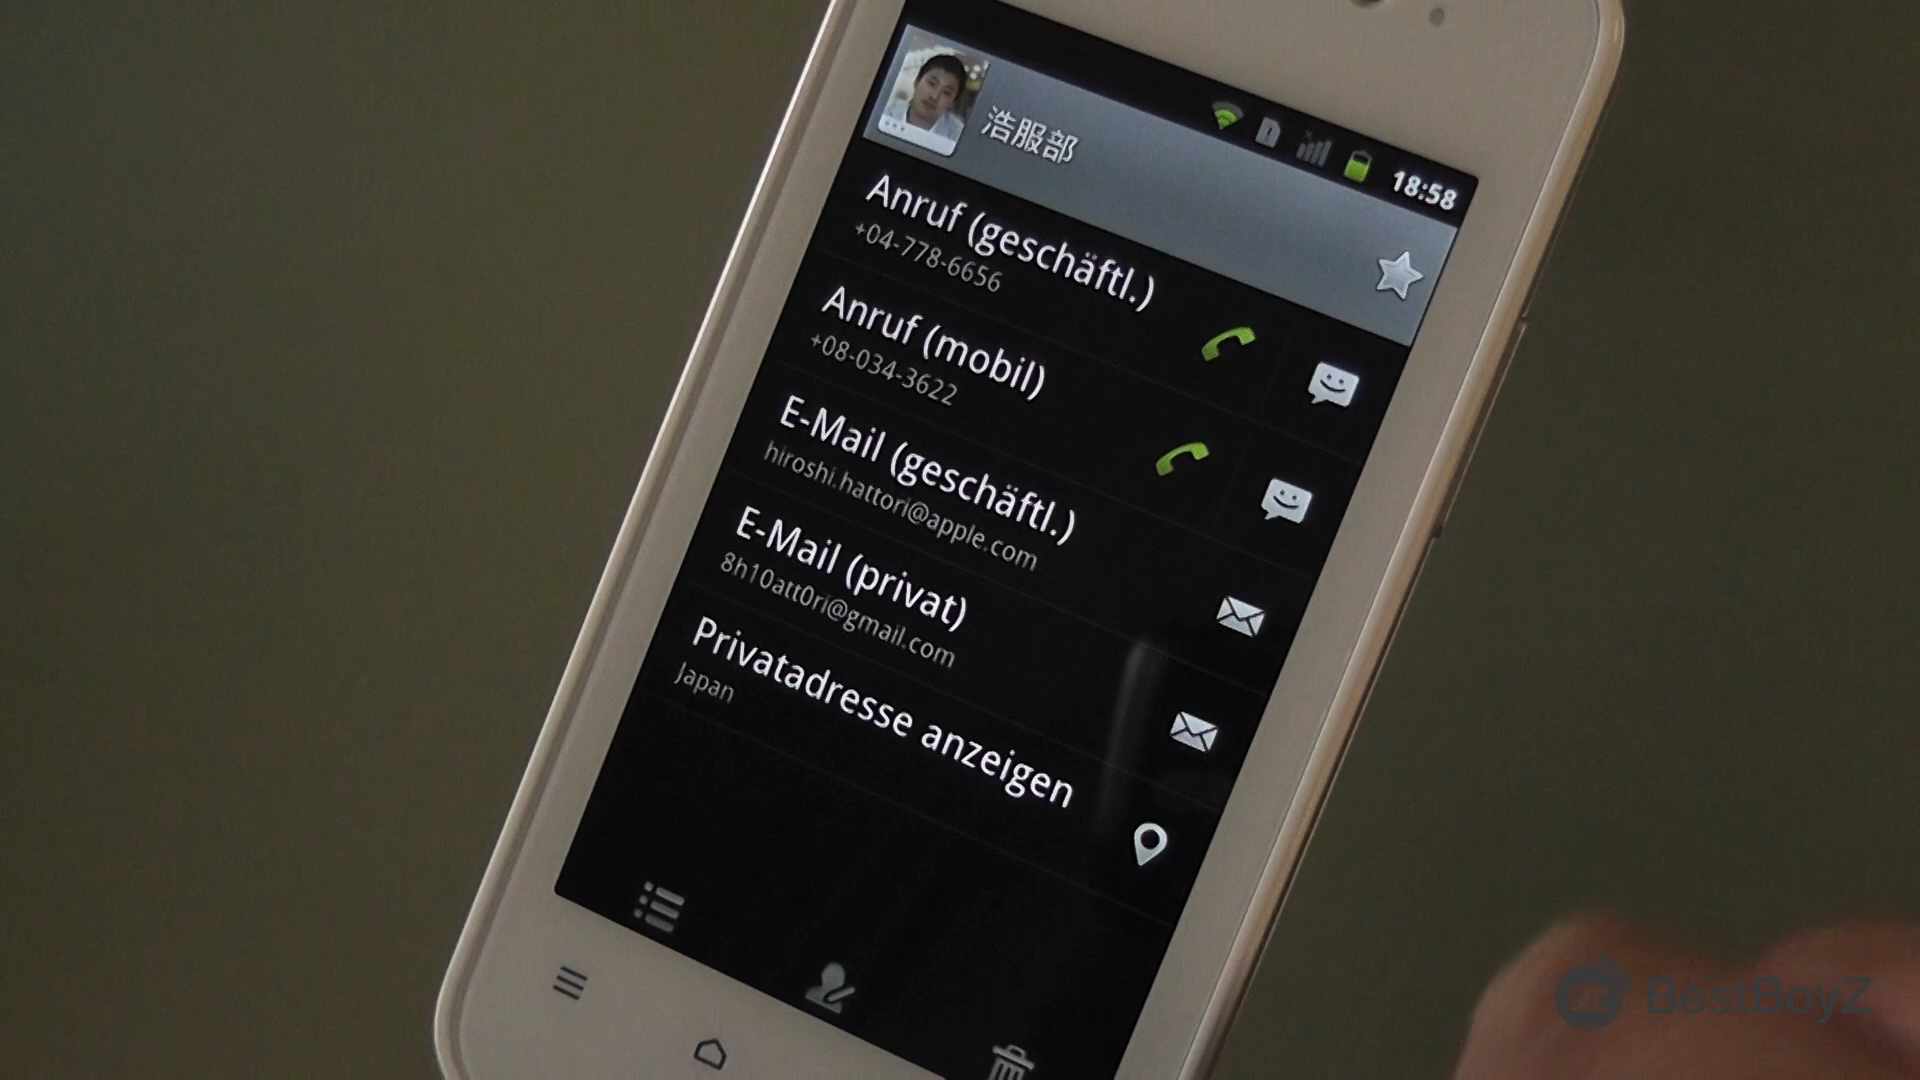 18:58
浩服部
Anruf (geschäftl.)
+04-778-6656
Anruf (mobil)
+08-034-3622
E-Mail (geschäftl.)
hiroshi.hattori@apple.com
E-Mail (privat)
8h10att0ri@gmail.com
Privatadresse anzeigen
Japan
BestBoyZ